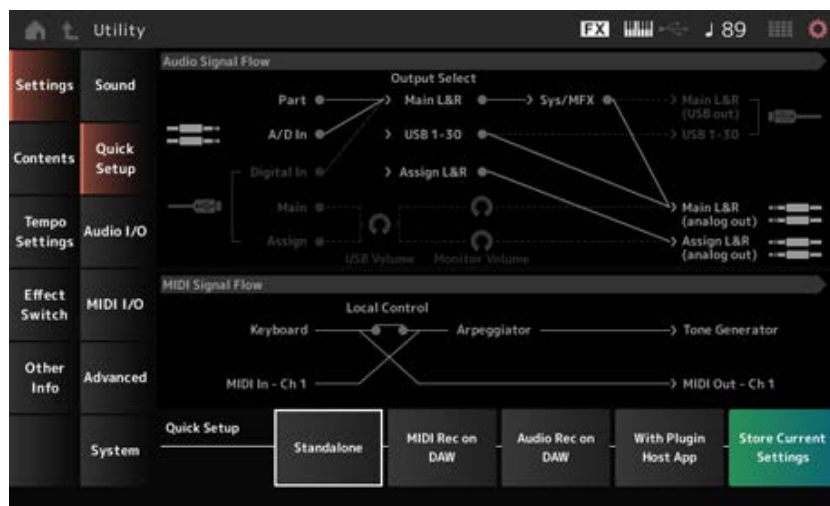 Utility
FX
89
Settings
Sound
Contents
Quick
Setup
Tempo
Settings
Audio I/O
Effect
Switch
MIDI I/O
Other
Info
Advanced
System
Audio Signal Flow
Output Select
Part
Main L&R
Sys/MFX
Main L&R
(USB out)
A/D In
USB 1-30
USB 1-30
Digital In
Assign L&R
Main
Main L&R
(analog out)
Assign
Assign L&R
(analog out)
USB Volume
Monitor Volume
MIDI Signal Flow
Local Control
Keyboard
Arpeggiator
Tone Generator
MIDI In - Ch 1
MIDI Out - Ch 1
Quick Setup
Standalone
MIDI Rec on
DAW
Audio Rec on
DAW
With Plugin
Host App
Store Current
Settings